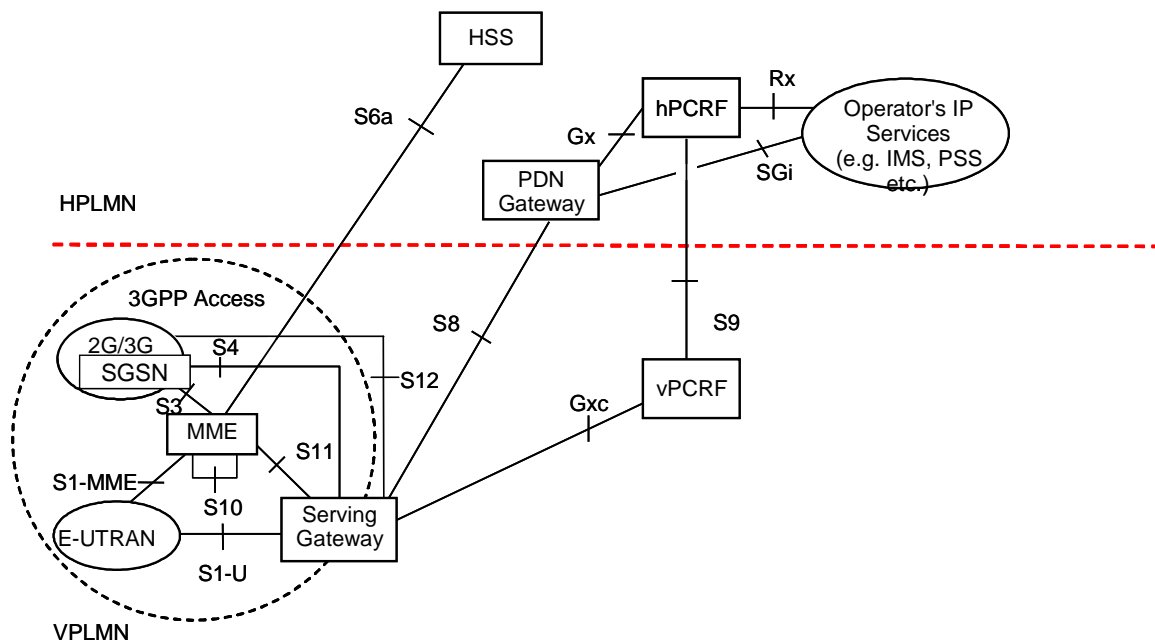 HSS
Rx
hPCRF
Operator's IP
Services
(e.g. IMS, PSS
etc.)
S6a
Gx
SGi
PDN
Gateway
HPLMN
3GPP Access
2G/3G
SGSN
S4
S8
S9
S12
S3
vPCRF
Gxc
MME
S11
S1-MME
S10
Serving
Gateway
E-UTRAN
S1-U
VPLMN